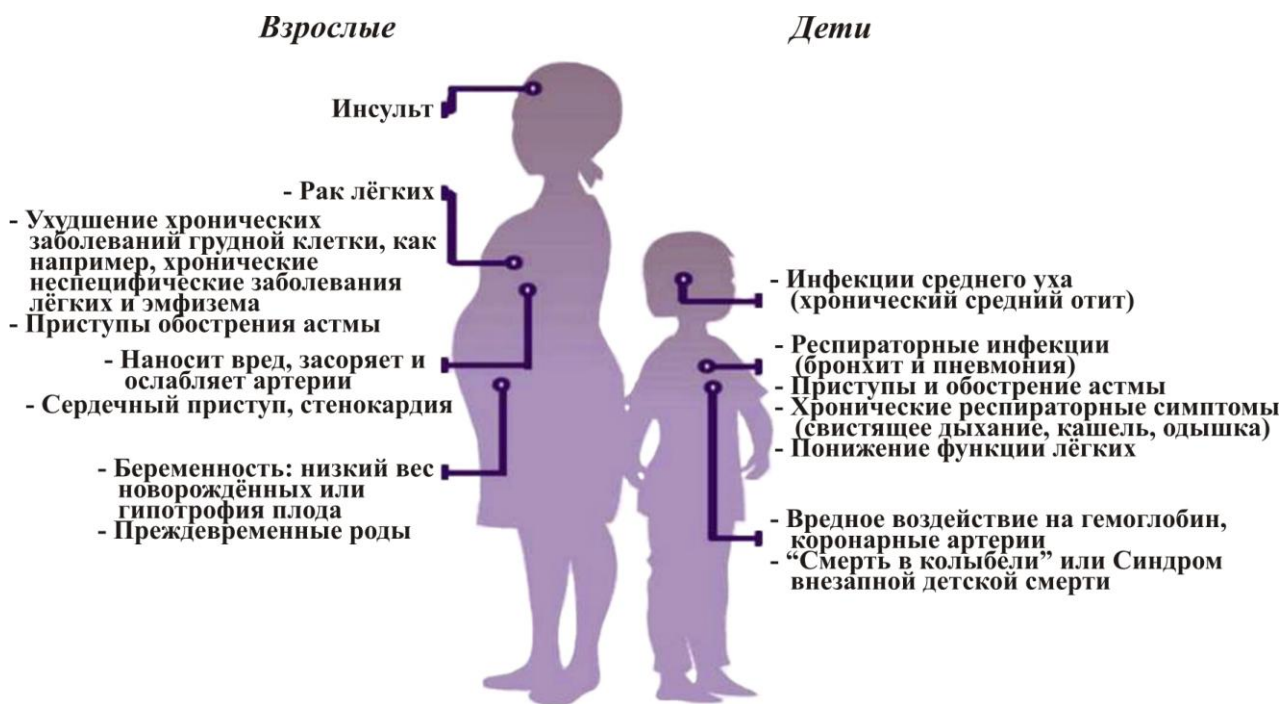 Взрослые
Инсульт
- Рак лёгких
- Ухудшение хронических
заболеваний грудной клетки, как
например, хронические
неспецифические заболевания
лёгких и эмфизема
- Приступы обострения астмы
- Наносит вред, засоряет и
ослабляет артерии
- Сердечный приступ, стенокардия
- Беременность: низкий вес
новорождённых или
гипотрофия плода
- Преждевременные роды
Дети
- Инфекции среднего уха
(хронический средний отит)
- Респираторные инфекции
(бронхит и пневмония)
- Приступы и обострение астмы
- Хронические респираторные симптомы
(свистящее дыхание, кашель, одышка)
- Понижение функции лёгких
- Вредное воздействие на гемоглобин,
коронарные артерии
- “Смерть в колыбели” или Синдром
внезапной детской смерти